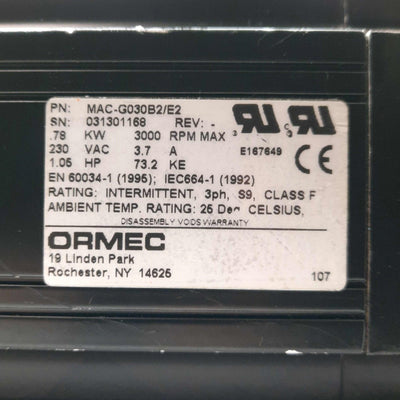 PN: MAC-G030B2/E2
SN: 031301168 REV: -
.78 KW 3000 RPM MAX
230 VAC 3.7 A E167649
1.05 HP 73.2 KE CE
EN 60034-1 (1995); IEC664-1 (1992)
RATING: INTERMITTENT, 3ph, S9, CLASS F
AMBIENT TEMP. RATING: 25 Deg CELSIUS,
DISASSEMBLY VOIDS WARRANTY
ORMEC
19 Linden Park
Rochester, NY 14625 107